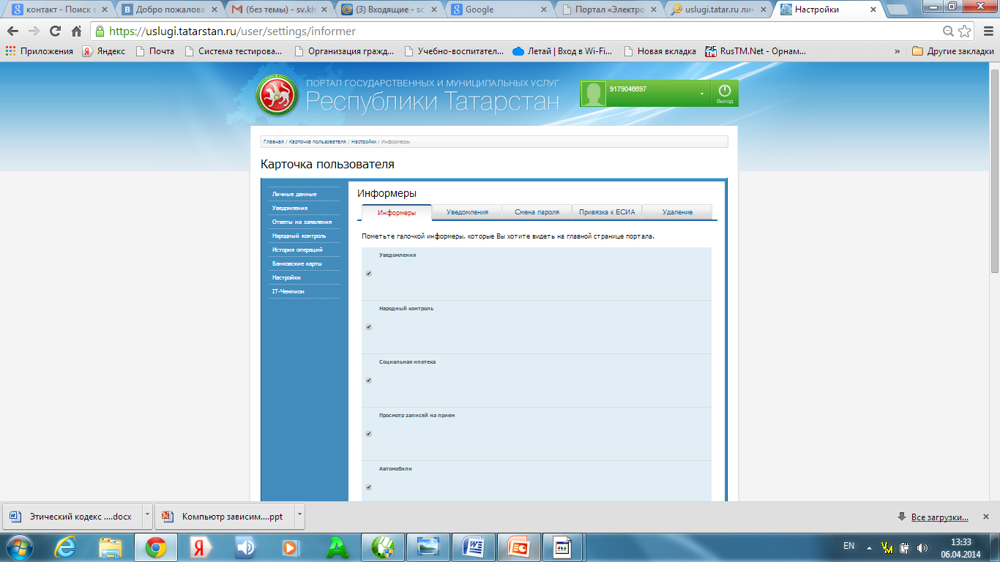 контакт - Поиск в
Добро пожалова
(без темы) - sv.kh
(3) Входящие - sc
Google
Портал «Электро
uslugi.tatar.ru ли
Настройки
https://uslugi.tatarstan.ru/user/settings/informer
Приложения
Яндекс
Почта
Система тестирова...
Организация гражд...
Учебно-воспитател...
Летай | Вход в Wi-Fi...
Новая вкладка
RusTM.Net - Орнам...
»
Другие закладки
ПОРТАЛ ГОСУДАРСТВЕННЫХ И МУНИЦИПАЛЬНЫХ УСЛУГ
Республики Татарстан
9179046697
Выход
Главная / Карточка пользователя / Настройки / Информеры
Карточка пользователя
Личные данные
Уведомления
Ответы на заявления
Народный контроль
История операций
Банковские карты
Настройки
IT-Чемпион
Информеры
Информеры
Уведомления
Смена пароля
Привязка к ЕСИА
Удаление
Пометьте галочкой информеры, которые Вы хотите видеть на главной странице портала.
Уведомления
Народный контроль
Социальная ипотека
Просмотр записей на прием
Автомобили
Этический кодекс ....docx
Компьютр зависим....ppt
Все загрузки...
EN
13:33
06.04.2014